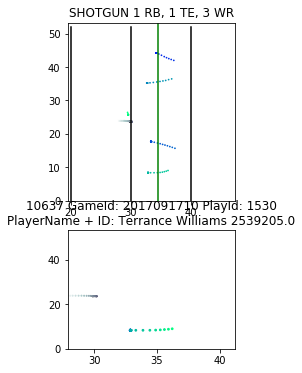 SHOTGUN 1 RB, 1 TE, 3 WR
50
40
30
20
10
0
20 30 40
10637 GameId: 2017091710 PlayId: 1530
PlayerName + ID: Terrance Williams 2539205.0
40
20
0
30 35 40